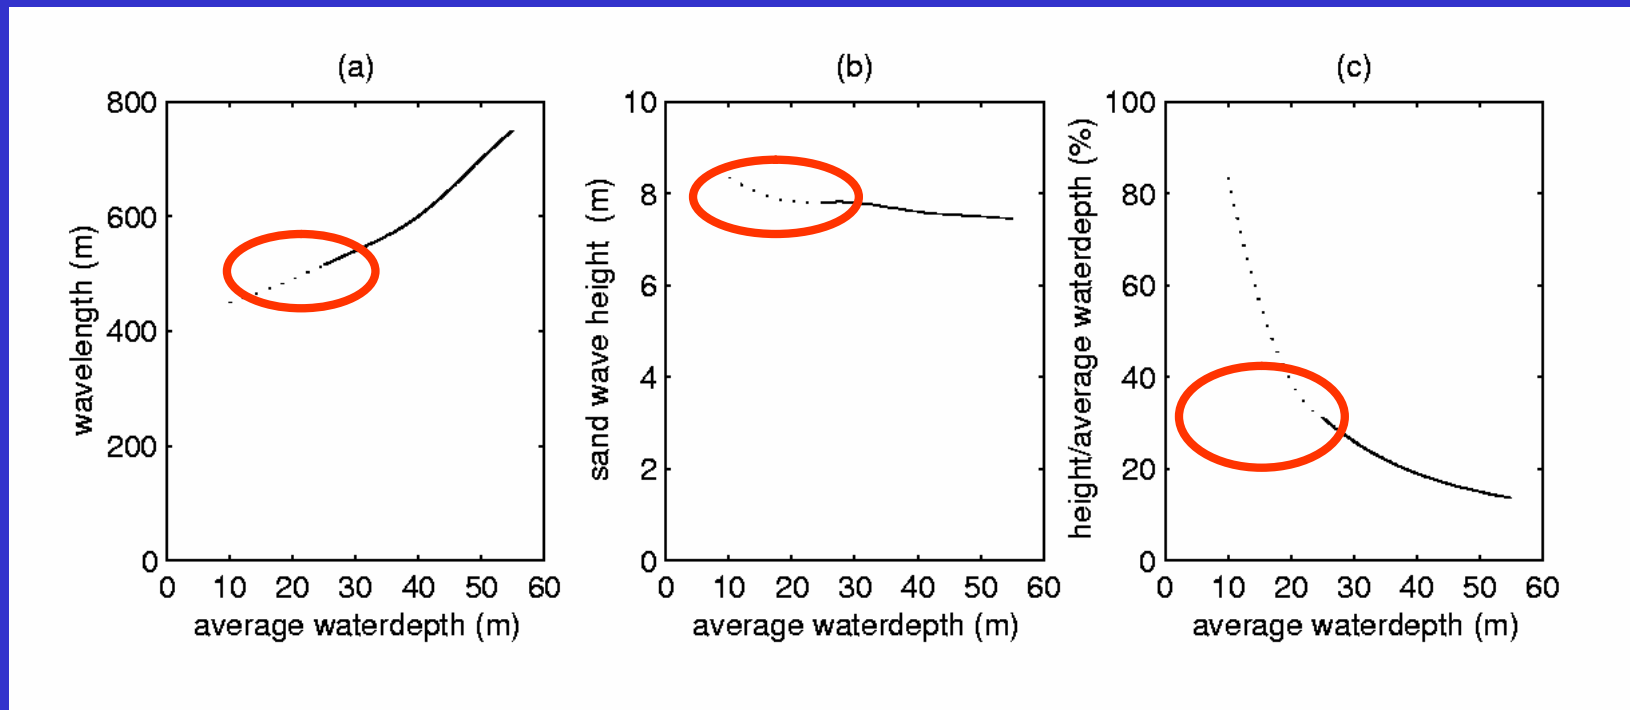 (a)
800
600
400
200
0
wavelength (m)
0 10 20 30 40 50 60
average waterdepth (m)
(b)
10
8
6
4
2
0
sand wave height (m)
0 10 20 30 40 50 60
average waterdepth (m)
(c)
100
80
60
40
20
0
height/average waterdepth (%)
0 10 20 30 40 50 60
average waterdepth (m)